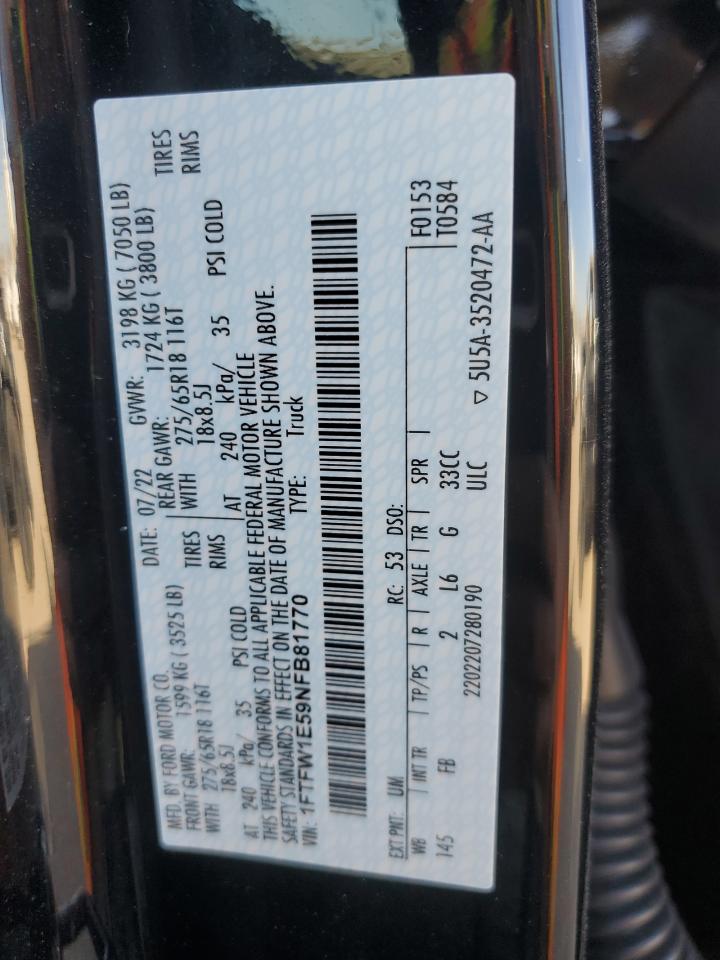 MFD. BY FORD MOTOR CO. DATE: 07/22 GVWR: 3198 KG ( 7050 LB)
FRONT GAWR: 1599 KG ( 3525 LB) REAR GAWR: 1724 KG ( 3800 LB)
WITH 275/65R18 116T TIRES WITH 275/65R18 116T TIRES
18x8.5J RIMS 18x8.5J RIMS
AT 240 kPa/ 35 PSI COLD AT 240 kPa/ 35 PSI COLD
THIS VEHICLE CONFORMS TO ALL APPLICABLE FEDERAL MOTOR VEHICLE
SAFETY STANDARDS IN EFFECT ON THE DATE OF MANUFACTURE SHOWN ABOVE.
VIN: 1FTFW1E59NFB81770 TYPE: Truck
EXT PNT: UM RC: 53 DSO:
WB INT TR TP/PS R AXLE TR SPR F0153
145 FB 2 L6 G 33CC T0584
2202207280190 ULC
▽ 5U5A-3520472-AA